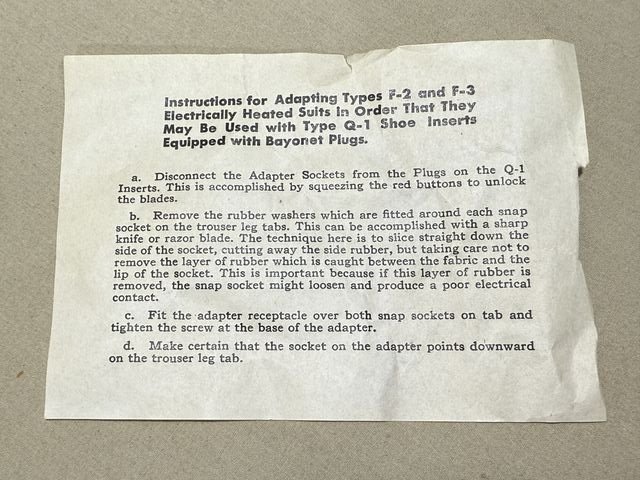 Instructions for Adapting Types F-2 and F-3
Electrically Heated Suits in Order That They
May Be Used with Type Q-1 Shoe Inserts
Equipped with Bayonet Plugs.
a. Disconnect the Adapter Sockets from the Plugs on the Q-1
Inserts. This is accomplished by squeezing the red buttons to unlock
the blades.
b. Remove the rubber washers which are fitted around each snap
socket on the trouser leg tabs. This can be accomplished with a sharp
knife or razor blade. The technique here is to slice straight down the
side of the socket, cutting away the side rubber, but taking care not to
remove the layer of rubber which is caught between the fabric and the
lip of the socket. This is important because if this layer of rubber is
removed, the snap socket might loosen and produce a poor electrical
contact.
c. Fit the adapter receptacle over both snap sockets on tab and
tighten the screw at the base of the adapter.
d. Make certain that the socket on the adapter points downward
on the trouser leg tab.